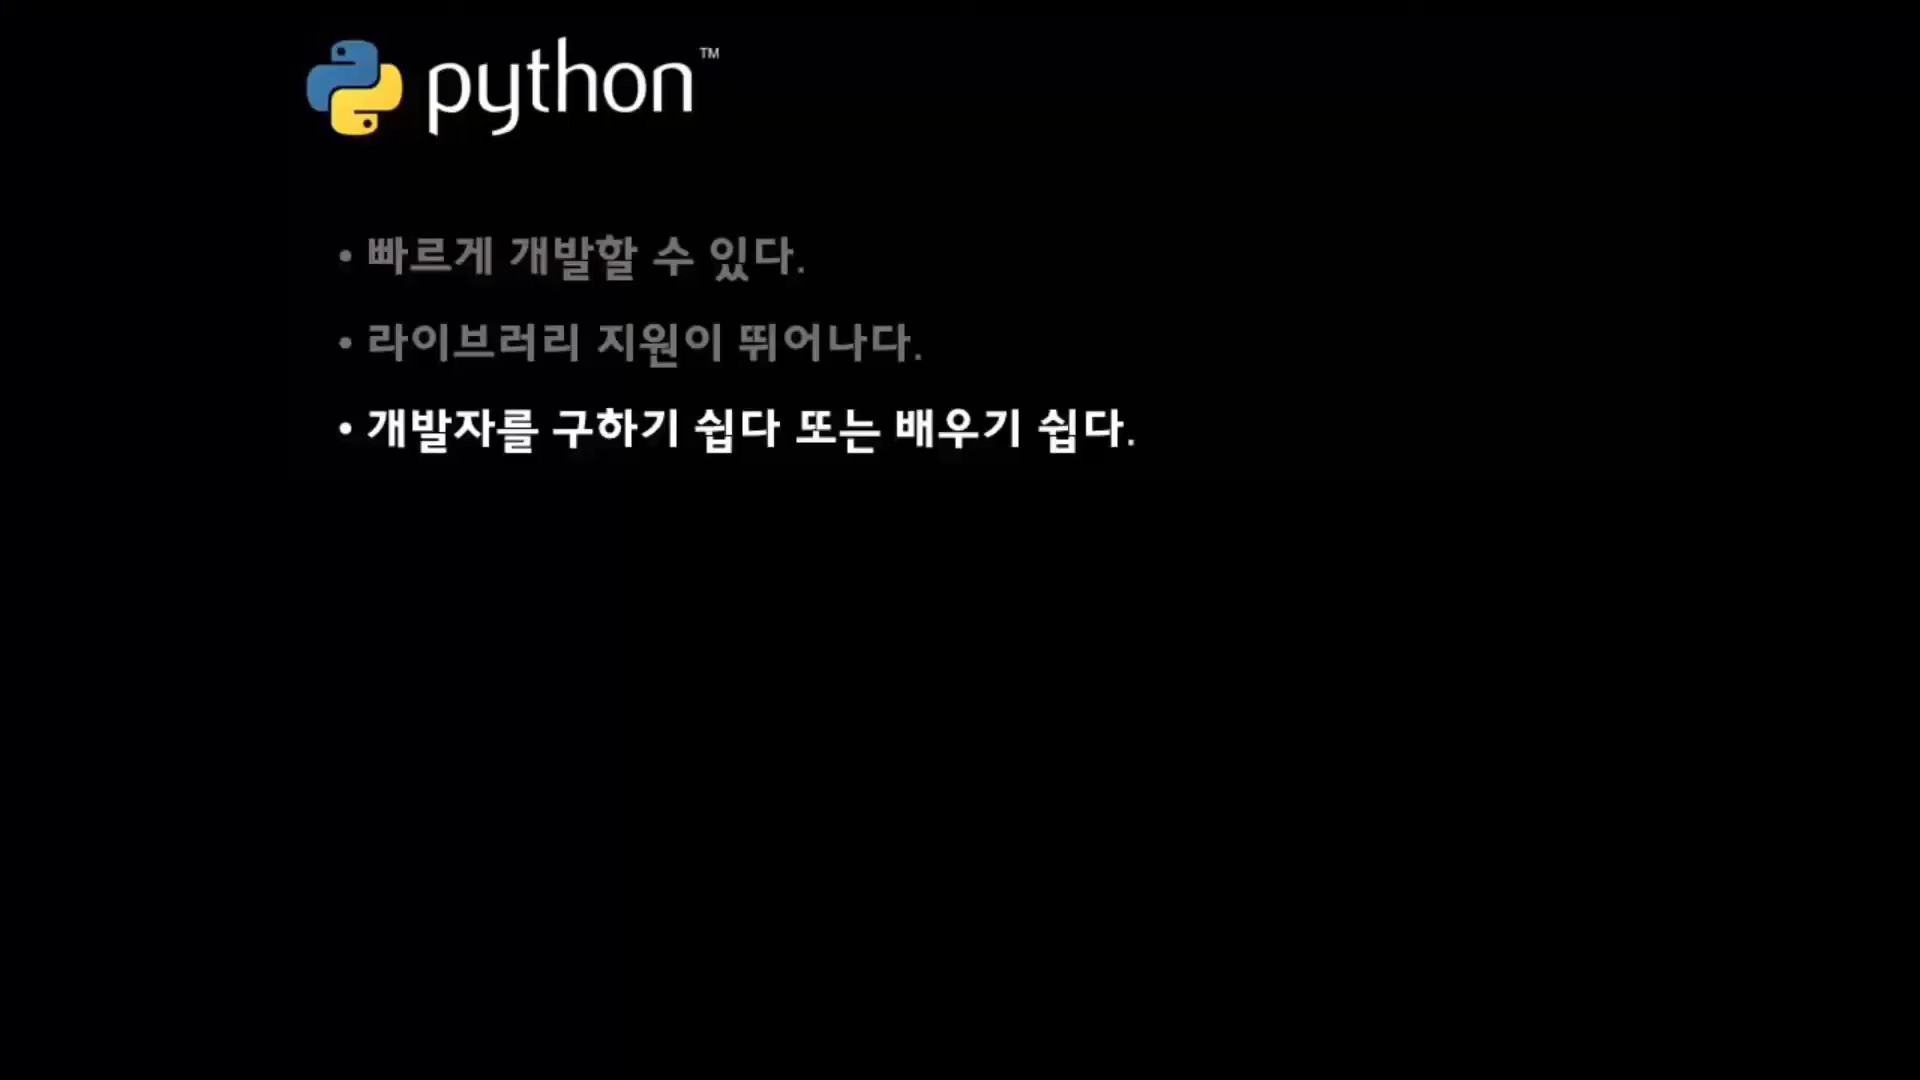 python™
• 빠르게 개발할 수 있다.
• 라이브러리 지원이 뛰어나다.
• 개발자를 구하기 쉽다 또는 배우기 쉽다.